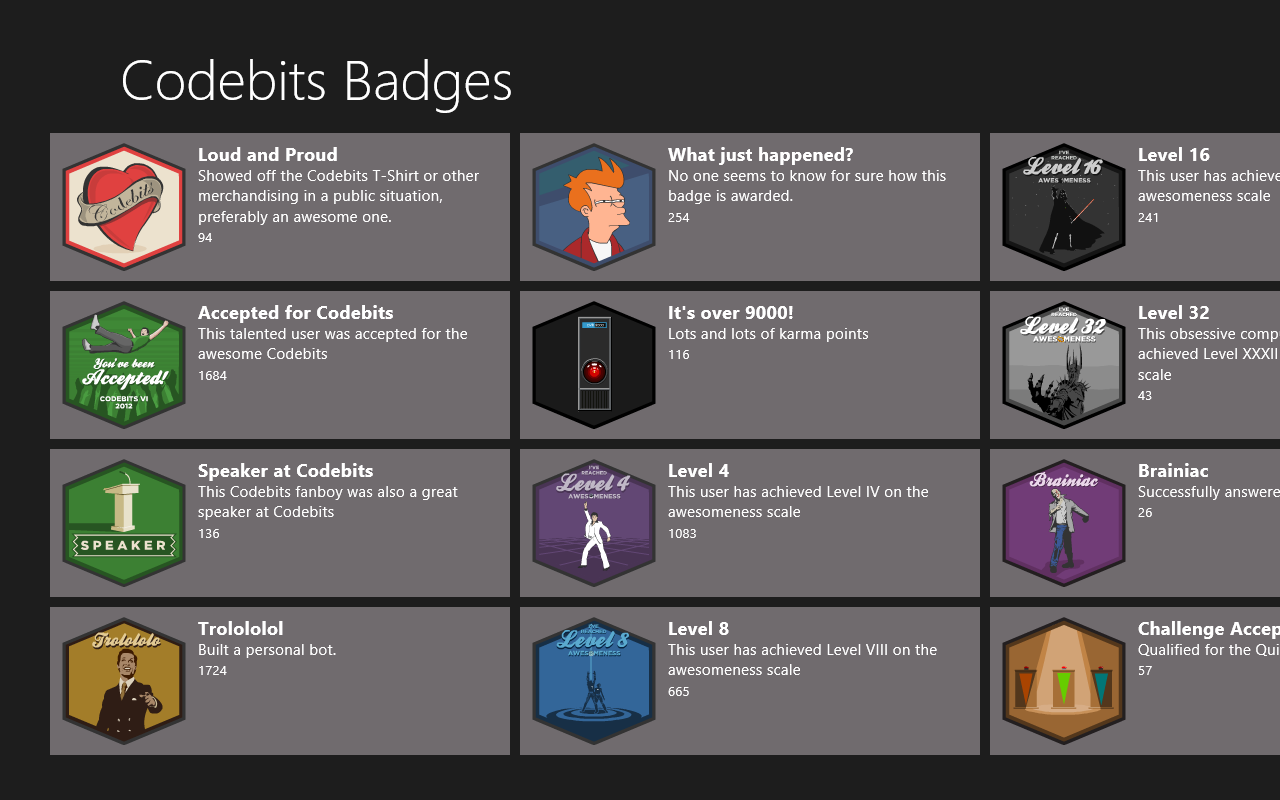 Codebits Badges
Codebits
Loud and Proud
Showed off the Codebits T-Shirt or other
merchandising in a public situation,
preferably an awesome one.
94
What just happened?
No one seems to know for sure how this
badge is awarded.
254
I'VE
REACHED
Level 16
AWESOMENESS
Level 16
This user has achieve
awesomeness scale
241
You've been
Accepted!
CODEBITS VI
2012
Accepted for Codebits
This talented user was accepted for the
awesome Codebits
1684
It's over 9000!
Lots and lots of karma points
116
I'VE
REACHED
Level 32
AWESOMENESS
Level 32
This obsessive comp
achieved Level XXXII
scale
43
SPEAKER
Speaker at Codebits
This Codebits fanboy was also a great
speaker at Codebits
136
I'VE
REACHED
Level 4
AWESOMENESS
Level 4
This user has achieved Level IV on the
awesomeness scale
1083
Brainiac
Brainiac
Successfully answere
26
Trolololo
Trolololol
Built a personal bot.
1724
I'VE
REACHED
Level 8
AWESOMENESS
Level 8
This user has achieved Level VIII on the
awesomeness scale
665
Challenge Accep
Qualified for the Qui
57